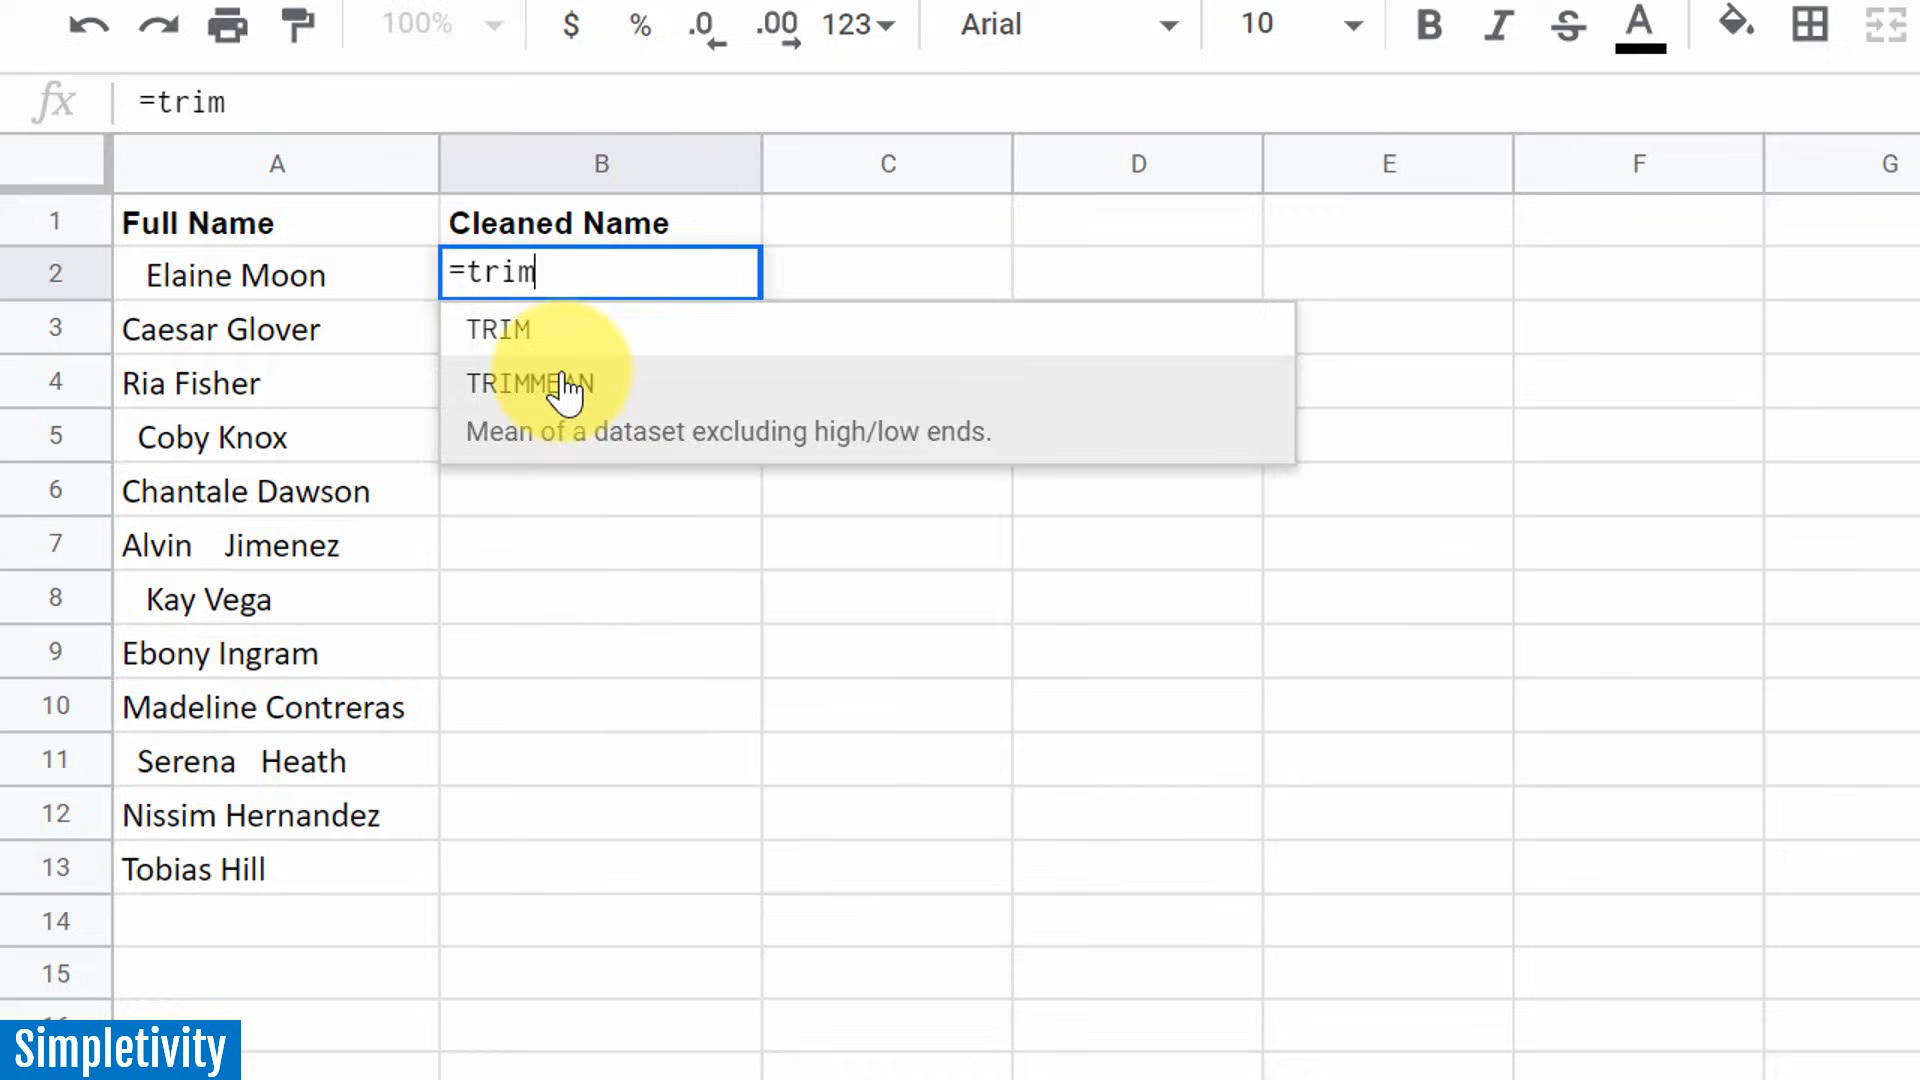 100% $ % .0 .00 123 Arial 10 B I S A
fx =trim
A B C D E F G
1 Full Name Cleaned Name
2 Elaine Moon =trim
3 Caesar Glover TRIM
4 Ria Fisher TRIMMEAN
5 Coby Knox Mean of a dataset excluding high/low ends.
6 Chantale Dawson
7 Alvin Jimenez
8 Kay Vega
9 Ebony Ingram
10 Madeline Contreras
11 Serena Heath
12 Nissim Hernandez
13 Tobias Hill
14
15
Simpletivity